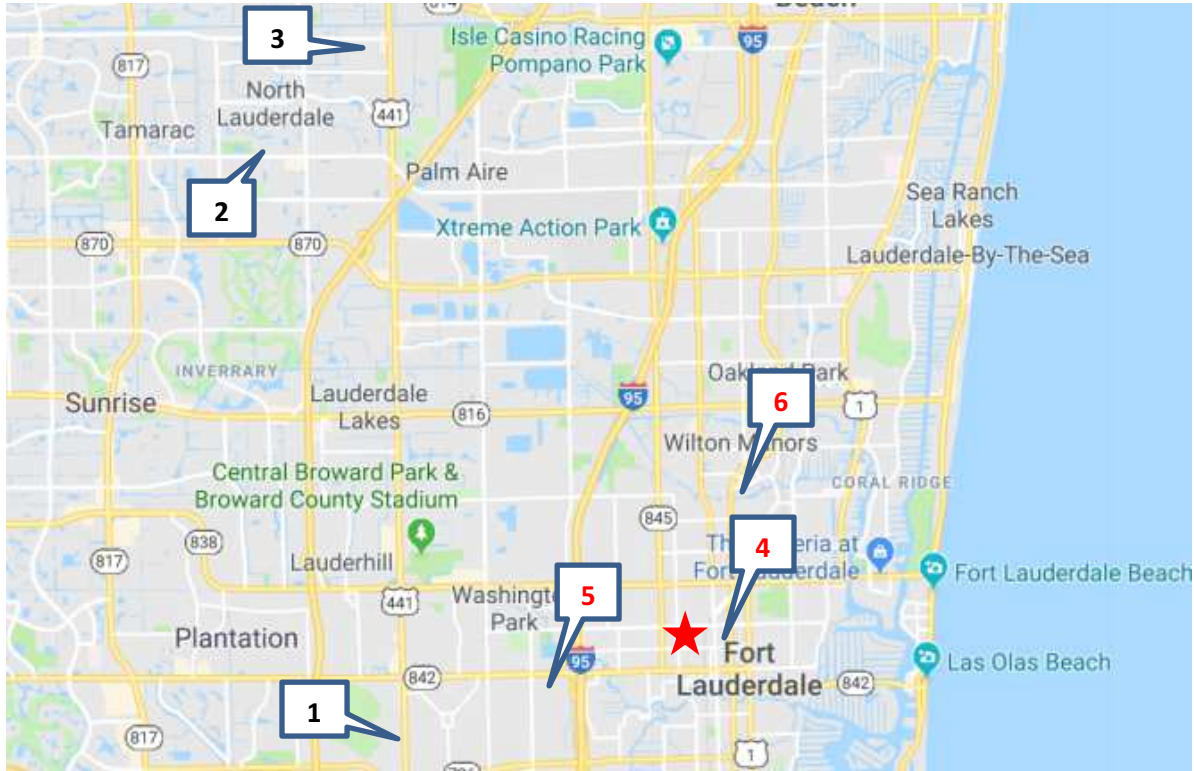 814
Beach
3
Isle Casino Racing
Pompano Park
95
817
North
Lauderdale
441
Tamarac
Palm Aire
2
Sea Ranch
Lakes
Xtreme Action Park
870
870
Lauderdale-By-The-Sea
INVERRARY
Oakland Park
Sunrise
Lauderdale
Lakes
816
95
6
1
Wilton Manors
Central Broward Park &
Broward County Stadium
CORAL RIDGE
845
838
817
Lauderhill
4
Fort Lauderdale
Fort Lauderdale Beach
441
Washington
Park
5
Plantation
95
Fort
Lauderdale
Las Olas Beach
842
842
1
817
1